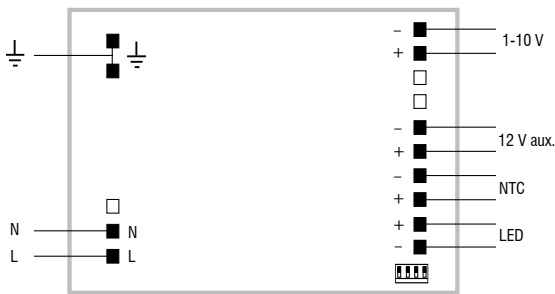 – 1-10 V
+
– 12 V aux.
+
– NTC
+
N N + LED
L L –